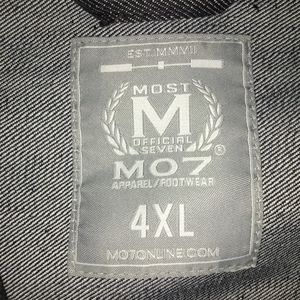 EST. MMVII
MOST
M
OFFICIAL
SEVEN
MO7®
APPAREL/FOOTWEAR
4XL
MO7ONLINE.COM